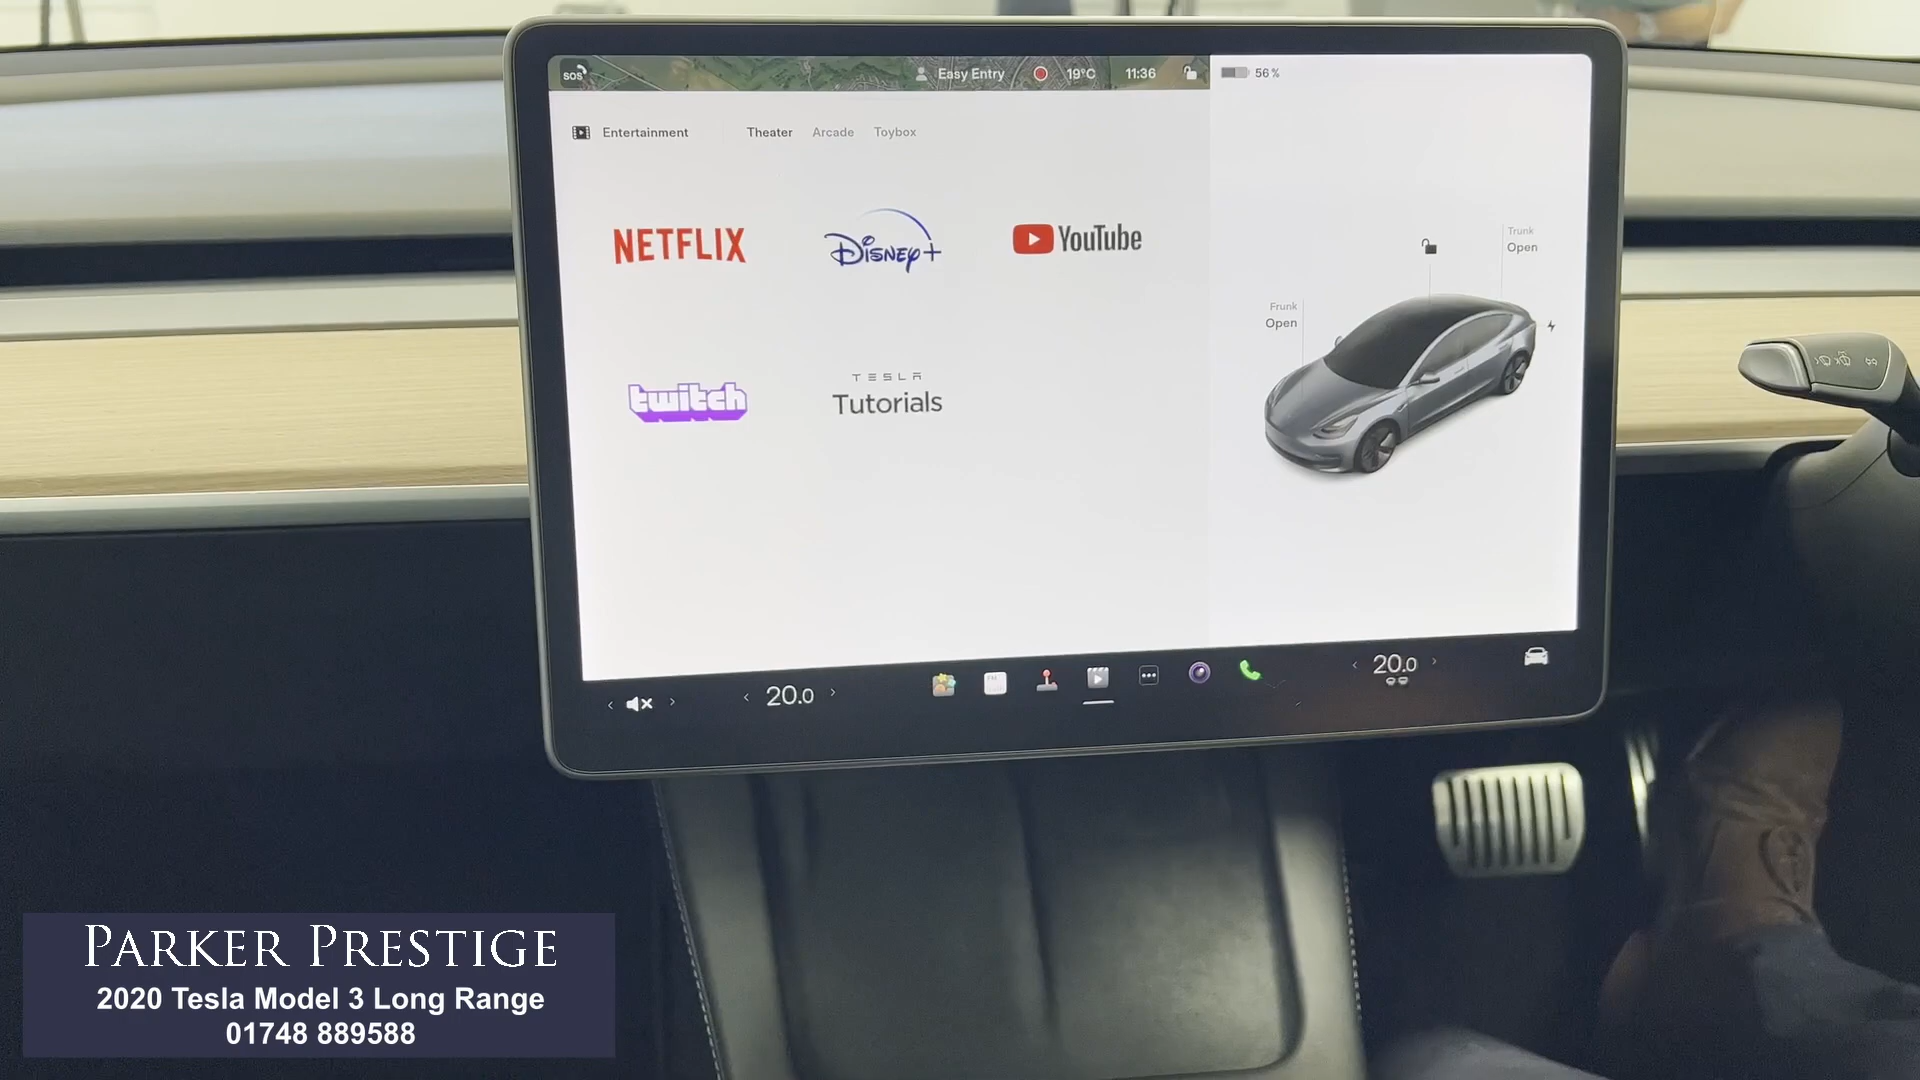 SOS
Easy Entry
19°C
11:36
56 %
Entertainment
Theater
Arcade
Toybox
NETFLIX
Disney+
YouTube
twitch
TESLA
Tutorials
Trunk
Open
Frunk
Open
20.0
20.0
PARKER PRESTIGE
2020 Tesla Model 3 Long Range
01748 889588